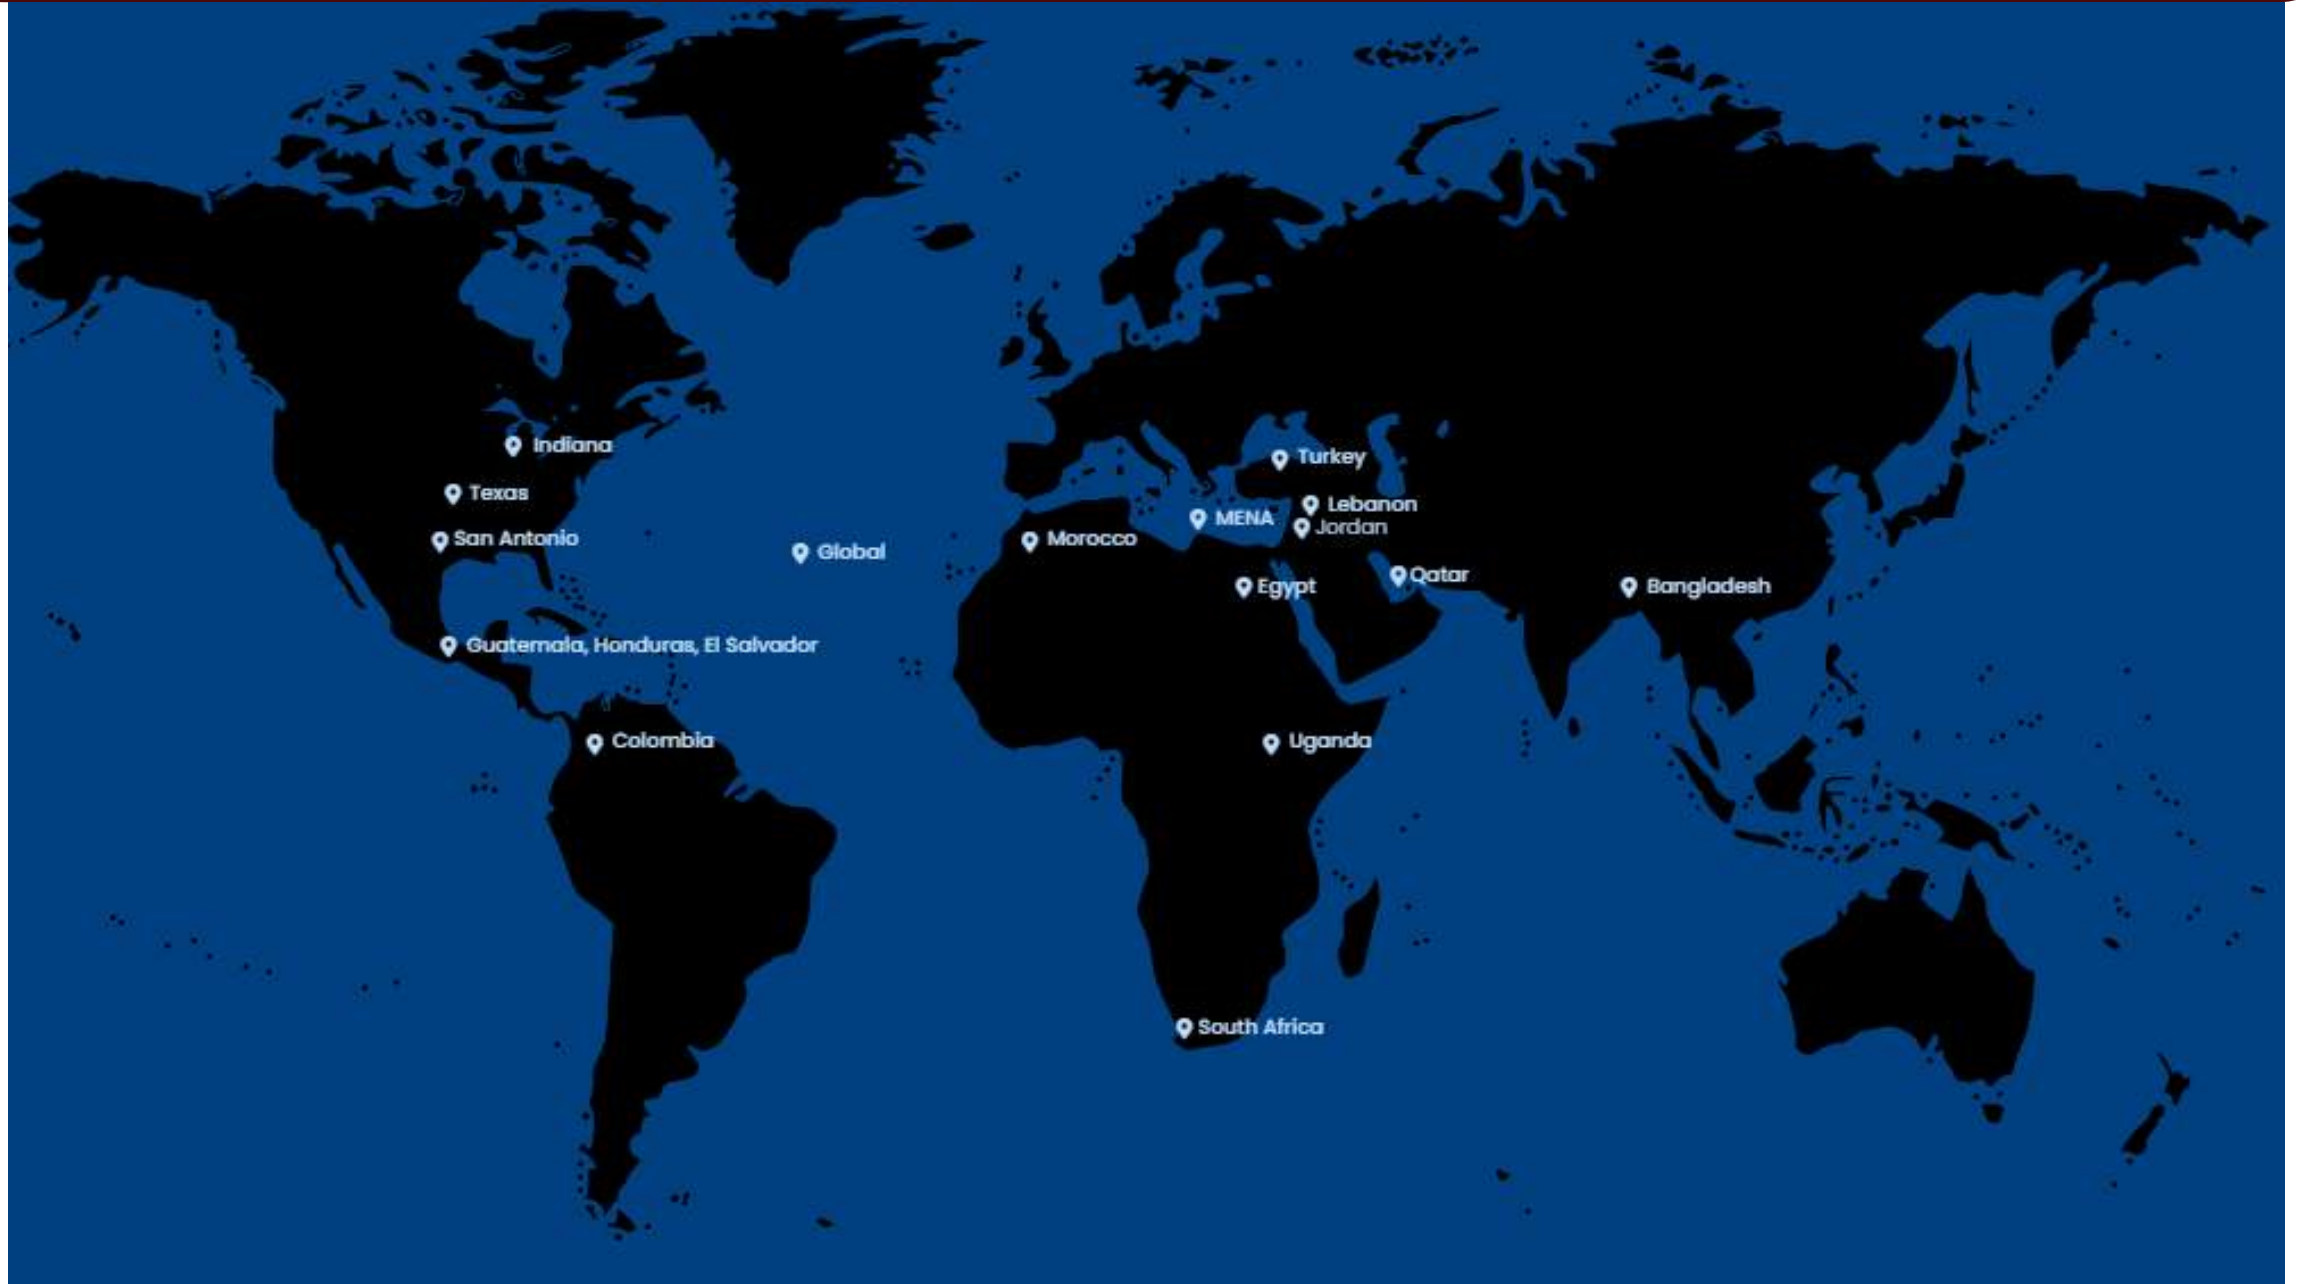 Indiana
Turkey
Texas
Lebanon
MENA
Jordan
San Antonio
Morocco
Global
Qatar
Egypt
Bangladesh
Guatemala, Honduras, El Salvador
Colombia
Uganda
South Africa